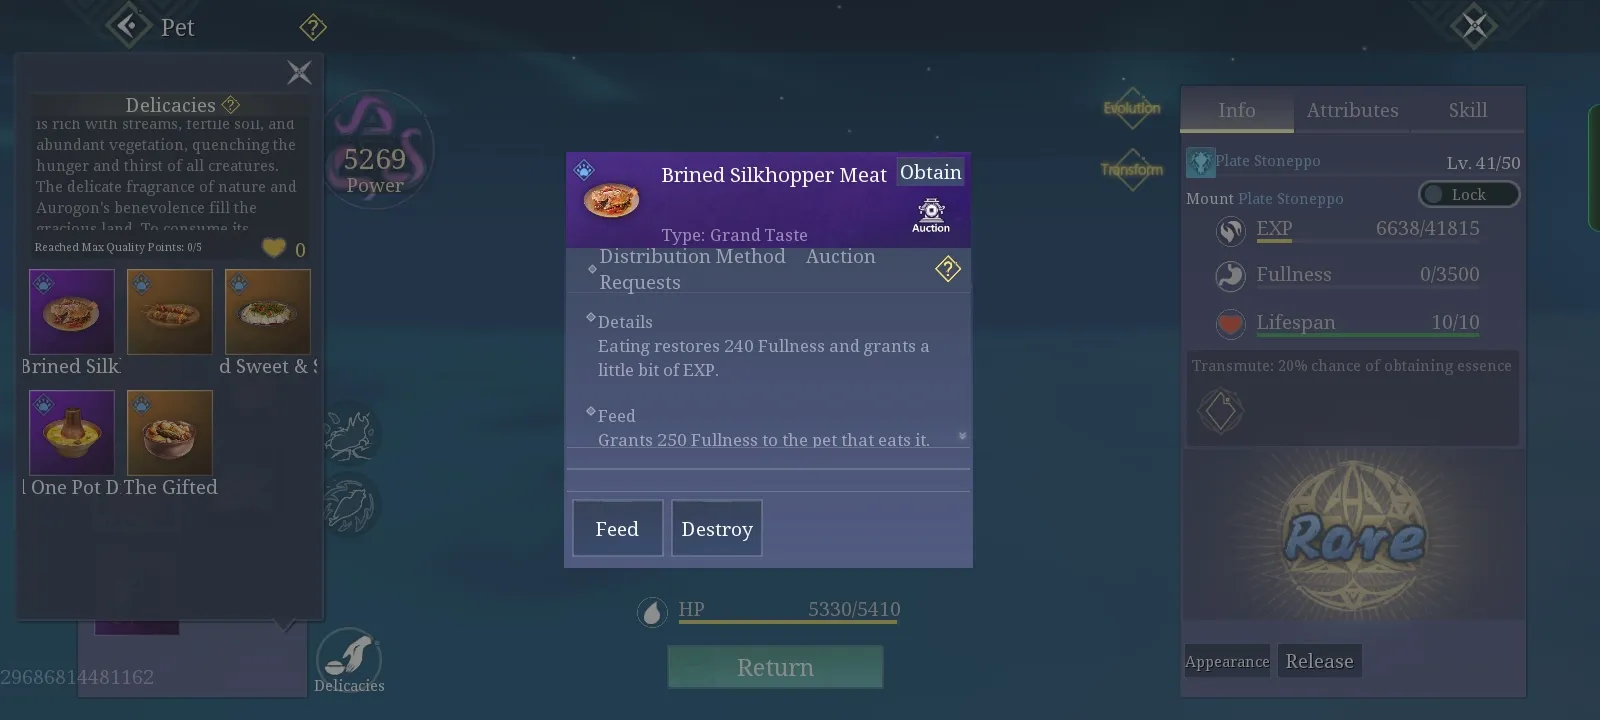 Pet
?
Delicacies ?
is rich with streams, fertile soil, and
abundant vegetation, quenching the
hunger and thirst of all creatures.
The delicate fragrance of nature and
Aurogon's benevolence fill the
gracious land. To consume its
Reached Max Quality Points: 0/5
0
Brined Silk
d Sweet & S
l One Pot D
The Gifted
29686814481162
5269
Power
Delicacies
Brined Silkhopper Meat
Obtain
Auction
Type: Grand Taste
Distribution Method Auction
Requests
?
Details
Eating restores 240 Fullness and grants a
little bit of EXP.
Feed
Grants 250 Fullness to the pet that eats it.
Feed
Destroy
HP 5330/5410
Return
Evolution
Transform
Info
Attributes
Skill
Plate Stoneppo
Lv. 41/50
Mount Plate Stoneppo
Lock
EXP 6638/41815
Fullness 0/3500
Lifespan 10/10
Transmute: 20% chance of obtaining essence
Rare
Appearance
Release